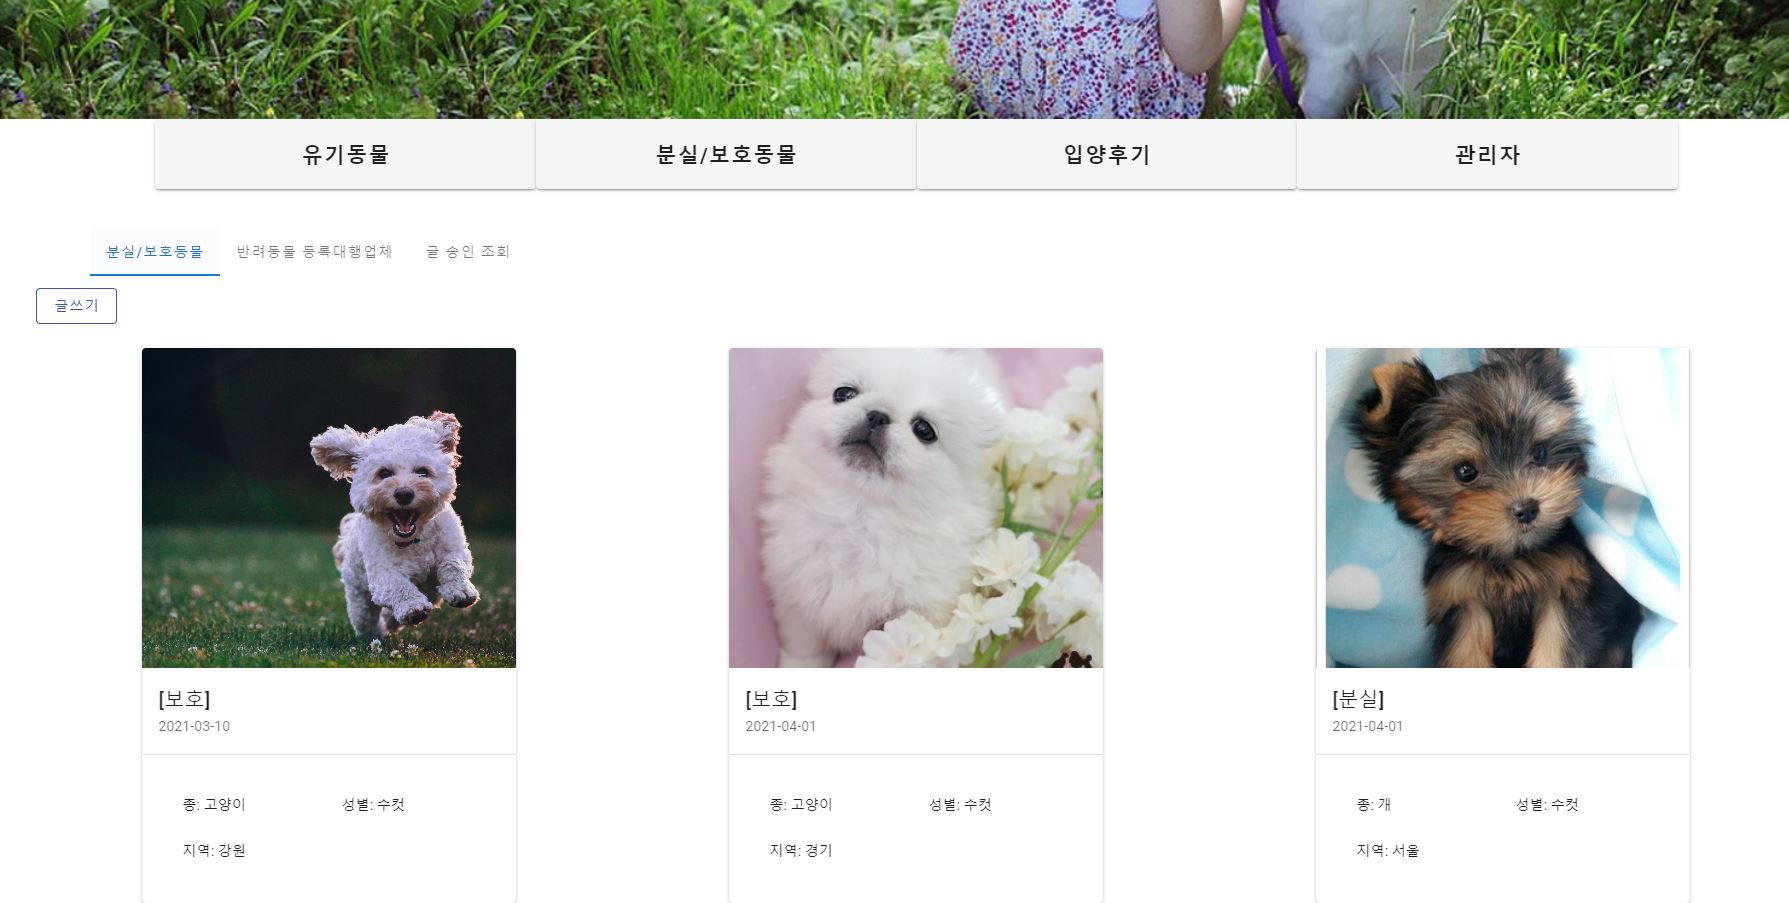 유기동물 분실/보호동물 입양후기 관리자
분실/보호동물 반려동물 등록대행업체 글 승인 조회
글쓰기
[보호]
2021-03-10
종: 고양이 성별: 수컷
지역: 강원
[보호]
2021-04-01
종: 고양이 성별: 수컷
지역: 경기
[분실]
2021-04-01
종: 개 성별: 수컷
지역: 서울